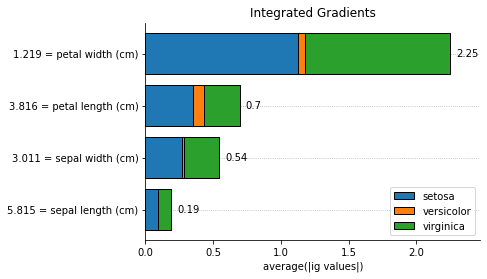 Integrated Gradients
1.219 = petal width (cm)
2.25
3.816 = petal length (cm)
0.7
3.011 = sepal width (cm)
0.54
5.815 = sepal length (cm)
0.19
setosa
versicolor
virginica
0.0 0.5 1.0 1.5 2.0
average(|ig values|)